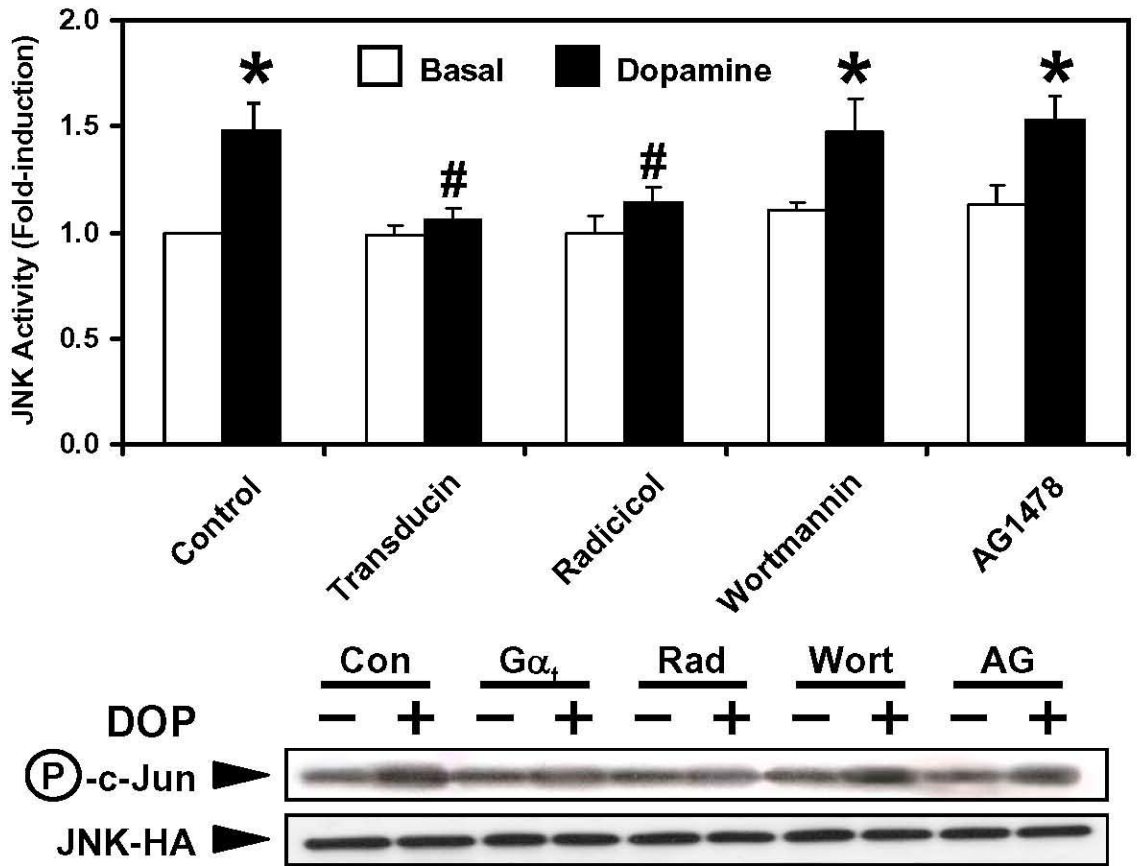 JNK Activity (Fold-induction)
2.0
1.5
1.0
0.5
0.0
Basal
Dopamine
*
#
#
*
*
Control
Transducin
Radicicol
Wortmannin
AG1478
Con Gαt Rad Wort AG
DOP − + − + − + − + − +
P-c-Jun
JNK-HA